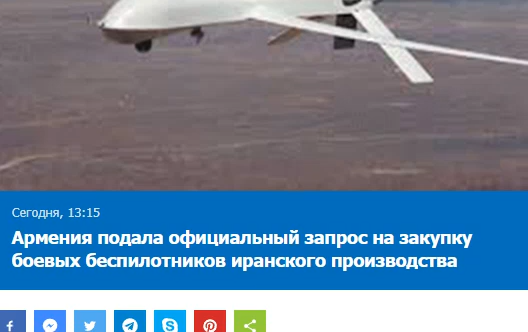 Сегодня, 13:15
Армения подала официальный запрос на закупку
боевых беспилотников иранского производства